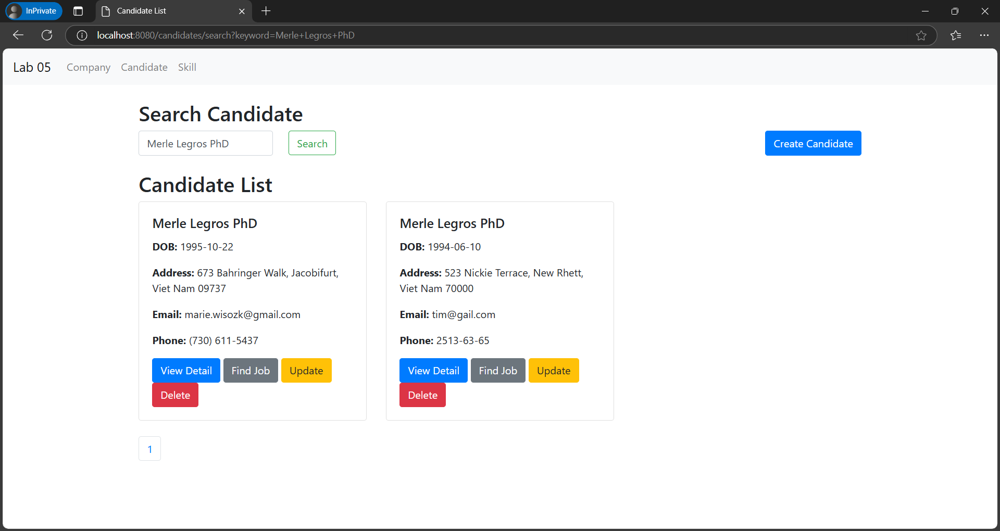 InPrivate
Candidate List
localhost:8080/candidates/search?keyword=Merle+Legros+PhD
Lab 05 Company Candidate Skill
Search Candidate
Merle Legros PhD Search Create Candidate
Candidate List
Merle Legros PhD
DOB: 1995-10-22
Address: 673 Bahringer Walk, Jacobifurt,
Viet Nam 09737
Email: marie.wisozk@gmail.com
Phone: (730) 611-5437
View Detail Find Job Update
Delete
Merle Legros PhD
DOB: 1994-06-10
Address: 523 Nickie Terrace, New Rhett,
Viet Nam 70000
Email: tim@gail.com
Phone: 2513-63-65
View Detail Find Job Update
Delete
1